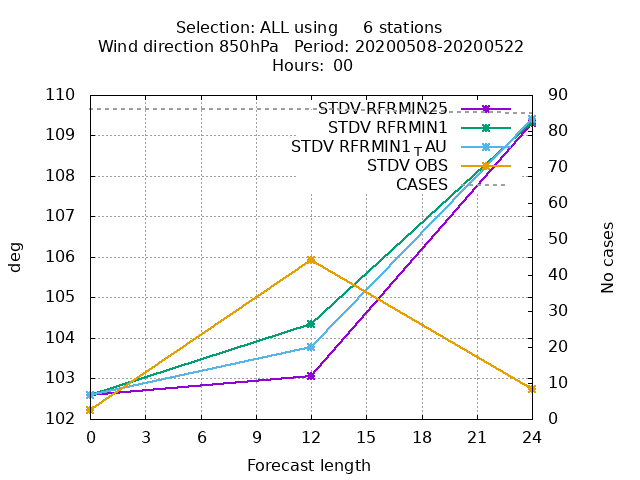 Selection: ALL using     6 stations
Wind direction 850hPa   Period: 20200508-20200522
Hours:  00
110
109
108
107
106
105
104
103
102
deg
90
80
70
60
50
40
30
20
10
0
No cases
STDV RFRMIN25
STDV RFRMIN1
STDV RFRMIN1TAU
STDV OBS
CASES
0 3 6 9 12 15 18 21 24
Forecast length